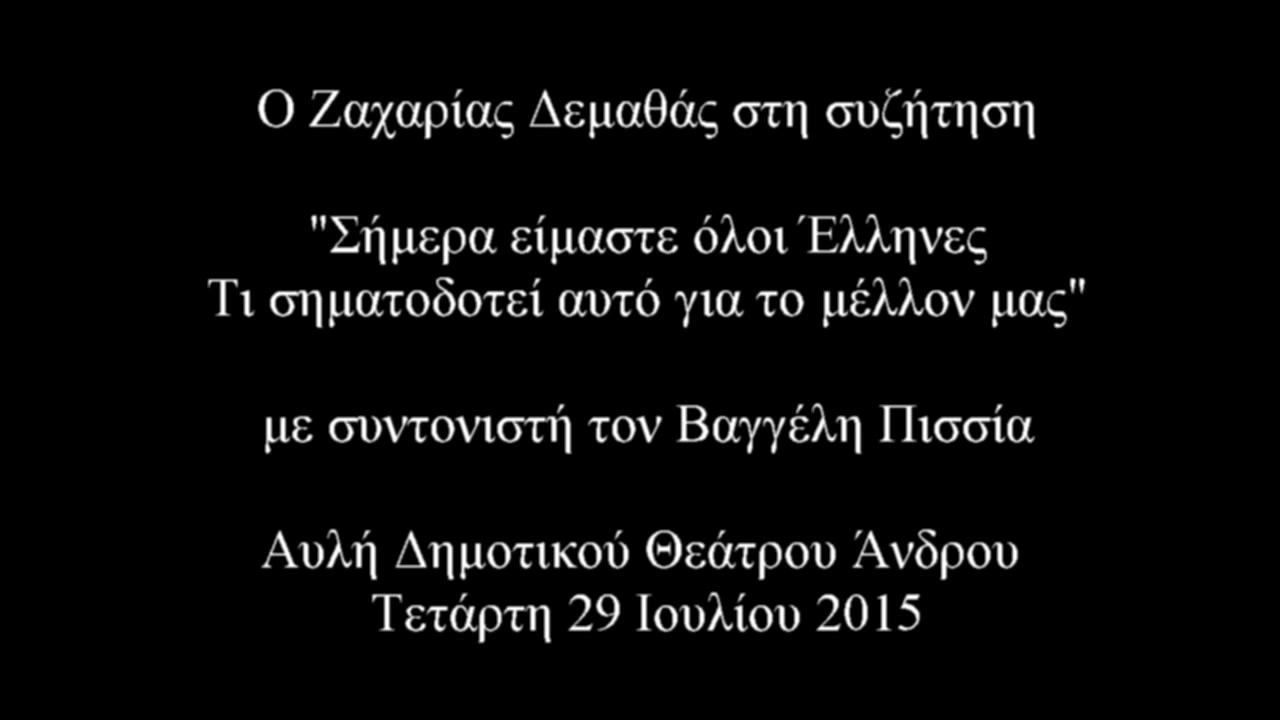 Ο Ζαχαρίας Δεμαθάς στη συζήτηση
"Σήμερα είμαστε όλοι Έλληνες
Τι σηματοδοτεί αυτό για το μέλλον μας"
με συντονιστή τον Βαγγέλη Πισσία
Αυλή Δημοτικού Θεάτρου Άνδρου
Τετάρτη 29 Ιουλίου 2015